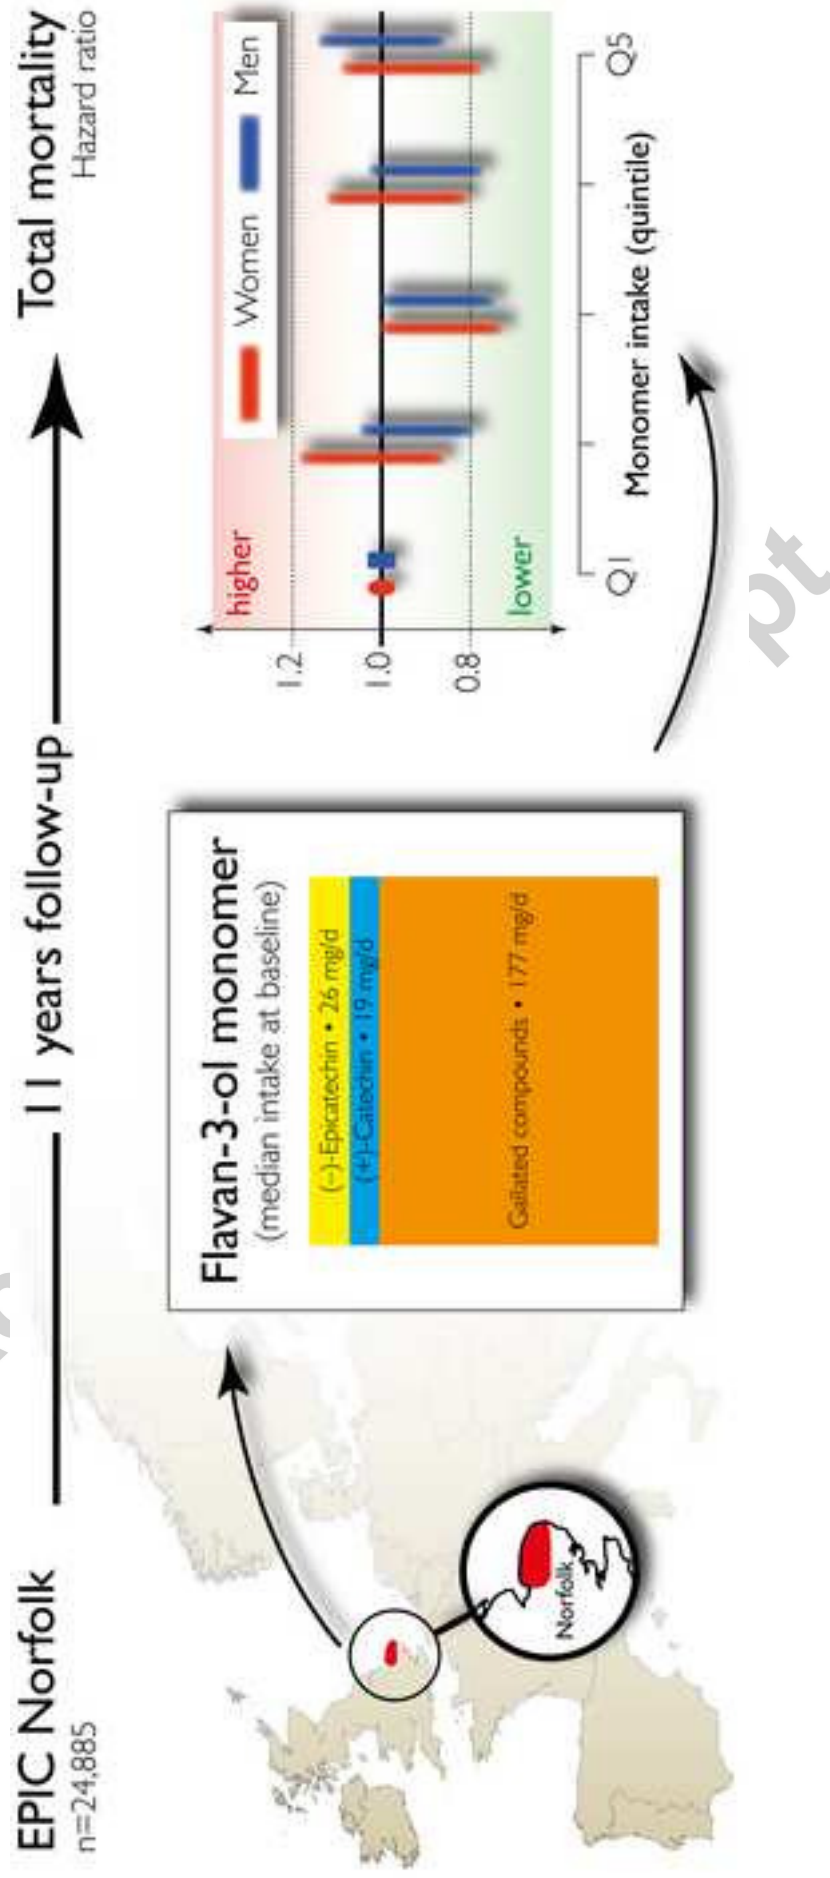 EPIC Norfolk
n=24,885
11 years follow-up
Total mortality
Hazard ratio
Norfolk
Flavan-3-ol monomer
(median intake at baseline)
(−)-Epicatechin • 26 mg/d
(+)-Catechin • 19 mg/d
Gallated compounds • 177 mg/d
higher
Women
Men
1.2
1.0
0.8
lower
Q1
Q5
Monomer intake (quintile)
pt